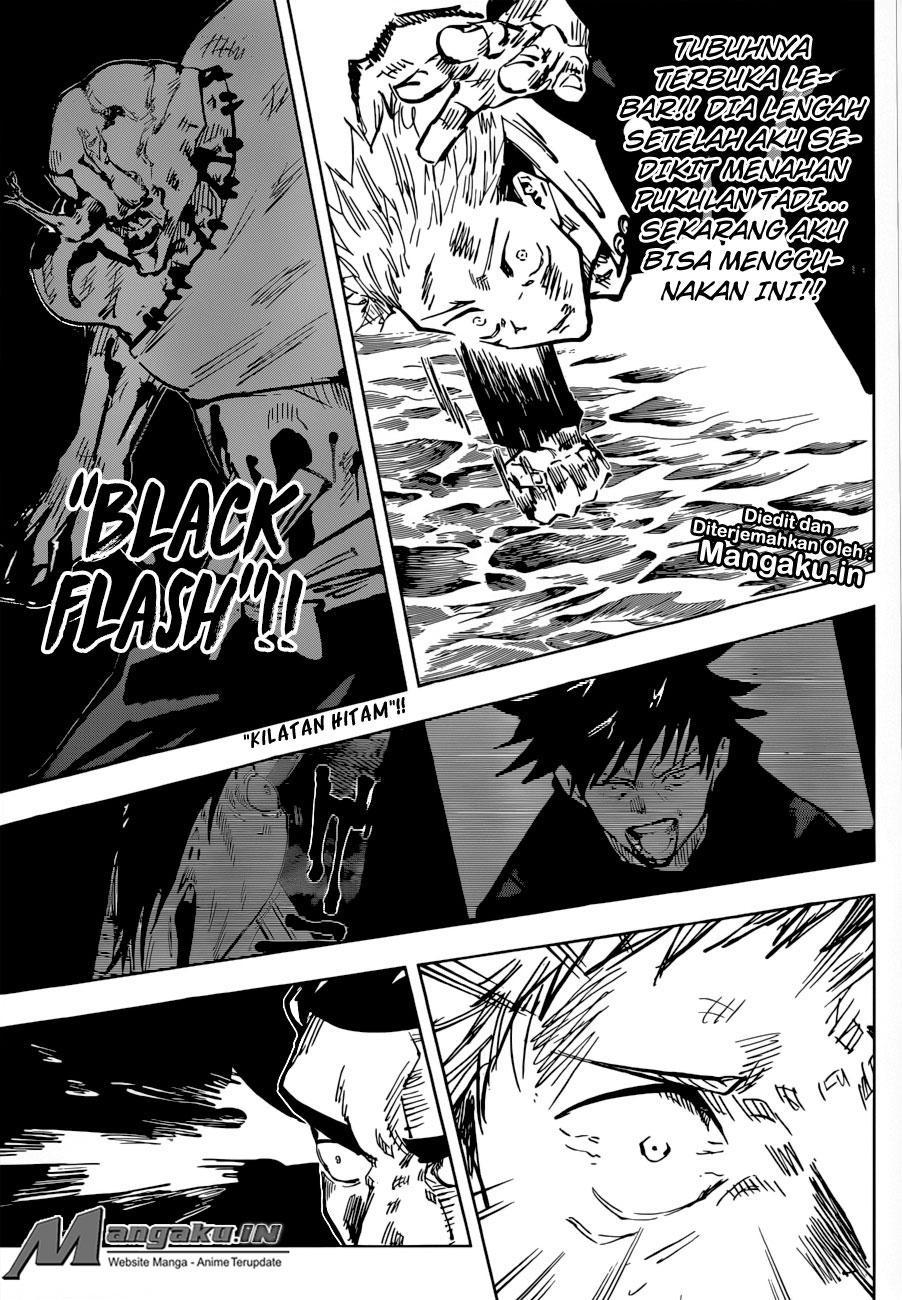 TUBUHNYA
TERBUKA LE-
BAR!! DIA LENGAH
SETELAH AKU SE-
DIKIT MENAHAN
PUKULAN TADI...
SEKARANG AKU
BISA MENGGU-
NAKAN INI!!
"BLACK
FLASH"!!
Diedit dan
Diterjemahkan Oleh :
Mangaku.in
"KILATAN HITAM"!!
Mangaku.iN
Website Manga - Anime Terupdate